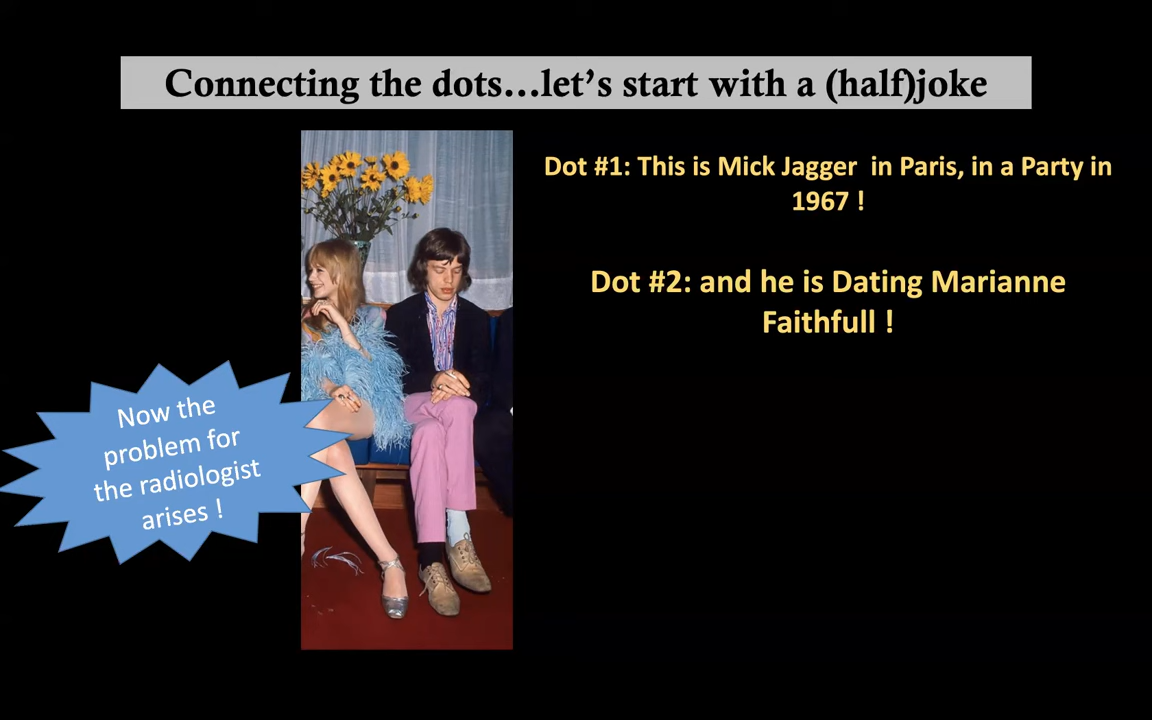 Connecting the dots...let's start with a (half)joke
Dot #1: This is Mick Jagger in Paris, in a Party in
1967 !
Dot #2: and he is Dating Marianne
Faithfull !
Now the
problem for
the radiologist
arises !